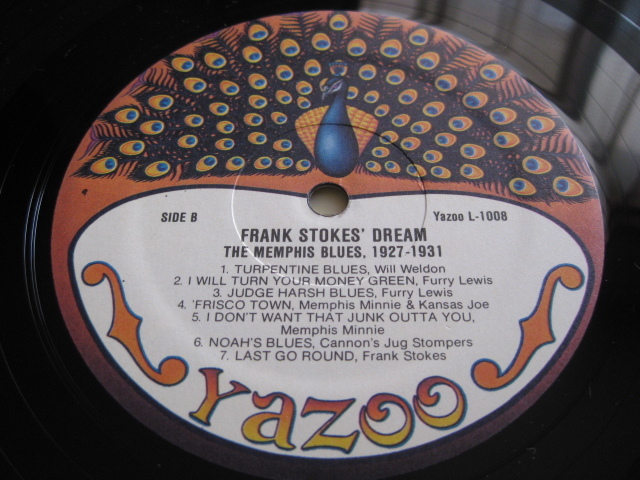 SIDE B
Yazoo L-1008
FRANK STOKES' DREAM
THE MEMPHIS BLUES, 1927-1931
1. TURPENTINE BLUES, Will Weldon
2. I WILL TURN YOUR MONEY GREEN, Furry Lewis
3. JUDGE HARSH BLUES, Furry Lewis
4. 'FRISCO TOWN, Memphis Minnie & Kansas Joe
5. I DON'T WANT THAT JUNK OUTTA YOU,
Memphis Minnie
6. NOAH'S BLUES, Cannon's Jug Stompers
7. LAST GO ROUND, Frank Stokes
YAZOO